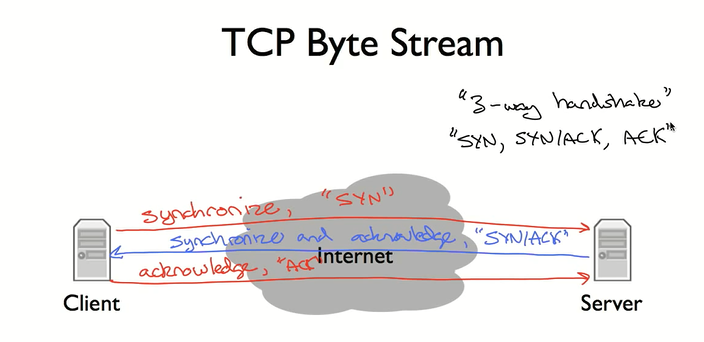 TCP Byte Stream
"3-way handshake"
"SYN, SYN/ACK, ACK"
synchronize, "SYN"
synchronize and acknowledge, "SYN/ACK"
Internet
acknowledge, "ACK"
Client
Server